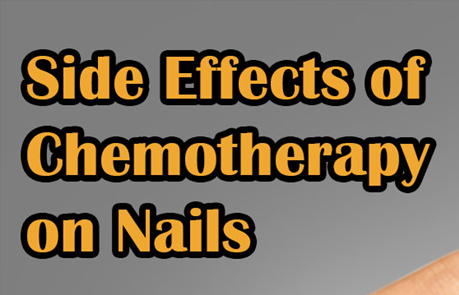 Side Effects of
Chemotherapy
on Nails